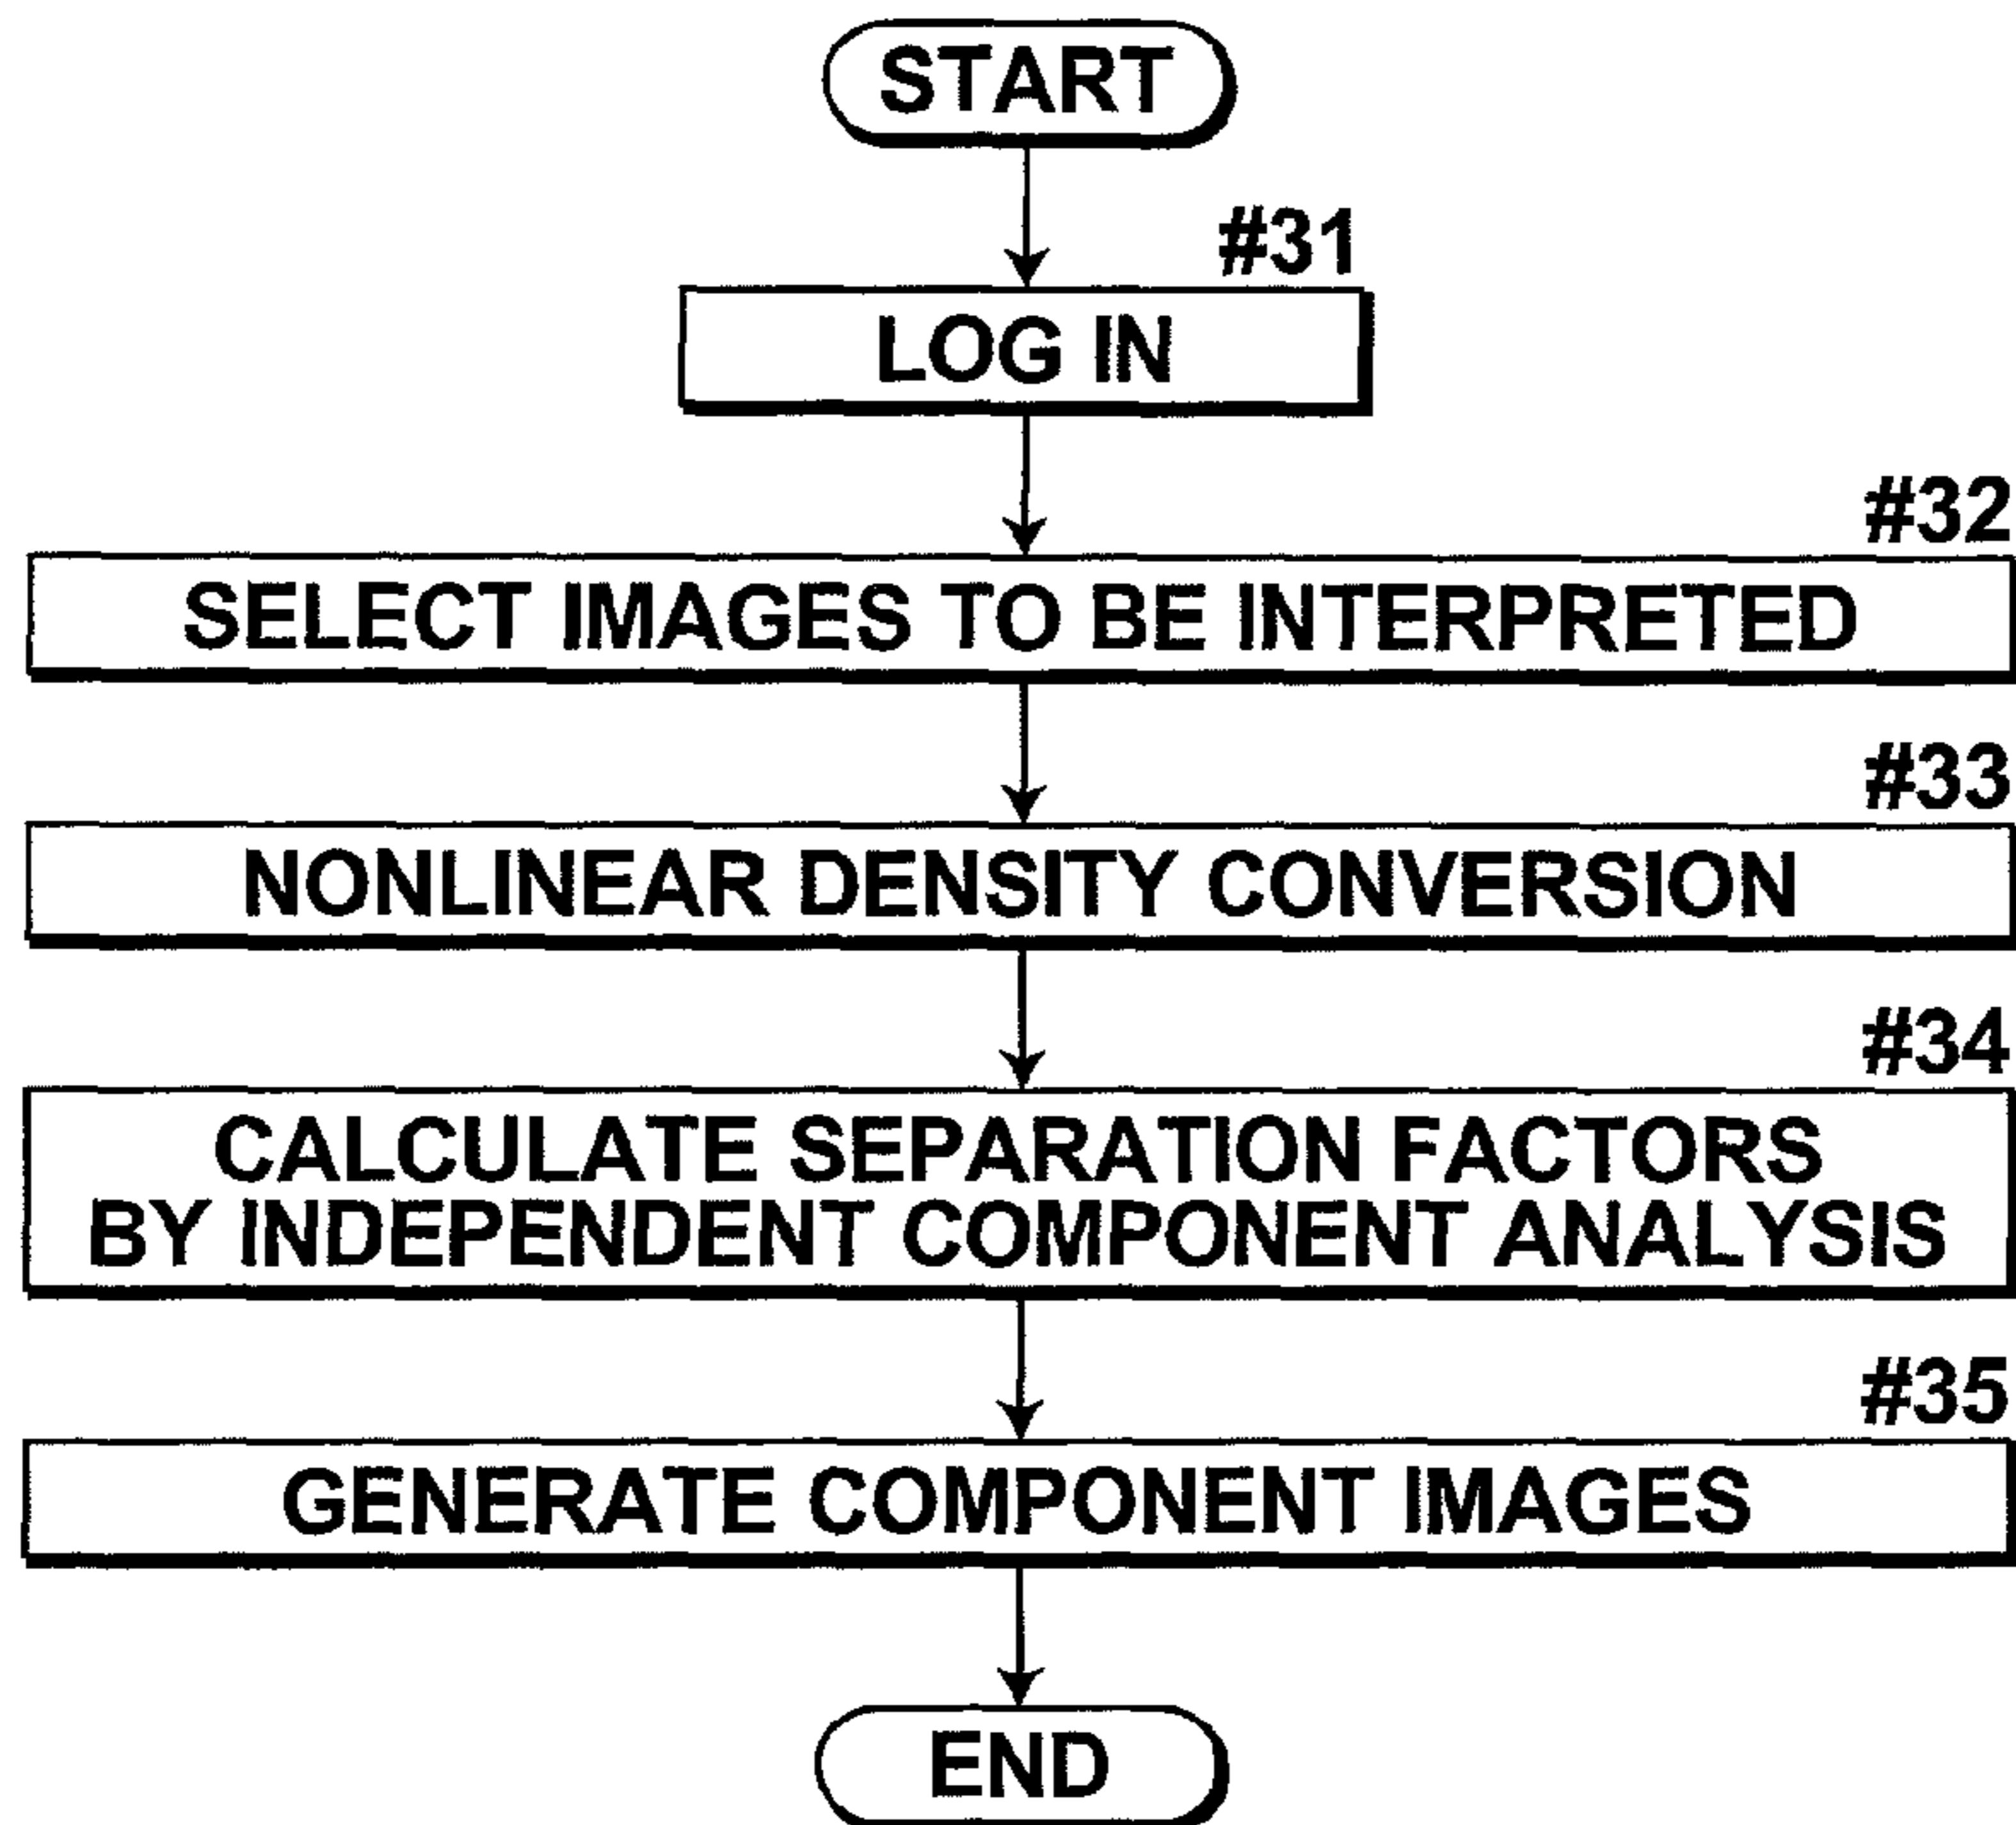 START
#31
LOG IN
#32
SELECT IMAGES TO BE INTERPRETED
#33
NONLINEAR DENSITY CONVERSION
#34
CALCULATE SEPARATION FACTORS
BY INDEPENDENT COMPONENT ANALYSIS
#35
GENERATE COMPONENT IMAGES
END